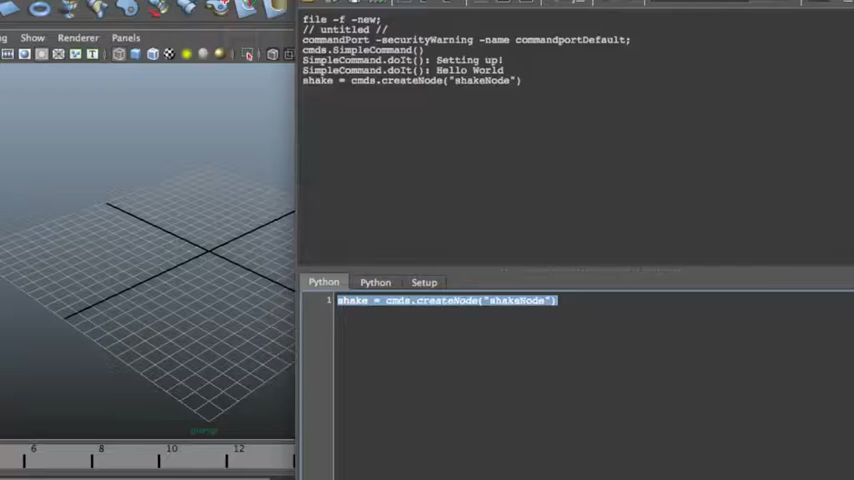 Show Renderer Panels
file -f -new;
// untitled //
commandPort -securityWarning -name commandportDefault;
cmds.SimpleCommand()
SimpleCommand.doIt(): Setting up!
SimpleCommand.doIt(): Hello World
shake = cmds.createNode("shakeNode")
Python Python Setup
1 shake = cmds.createNode("shakeNode")
persp
6 8 10 12